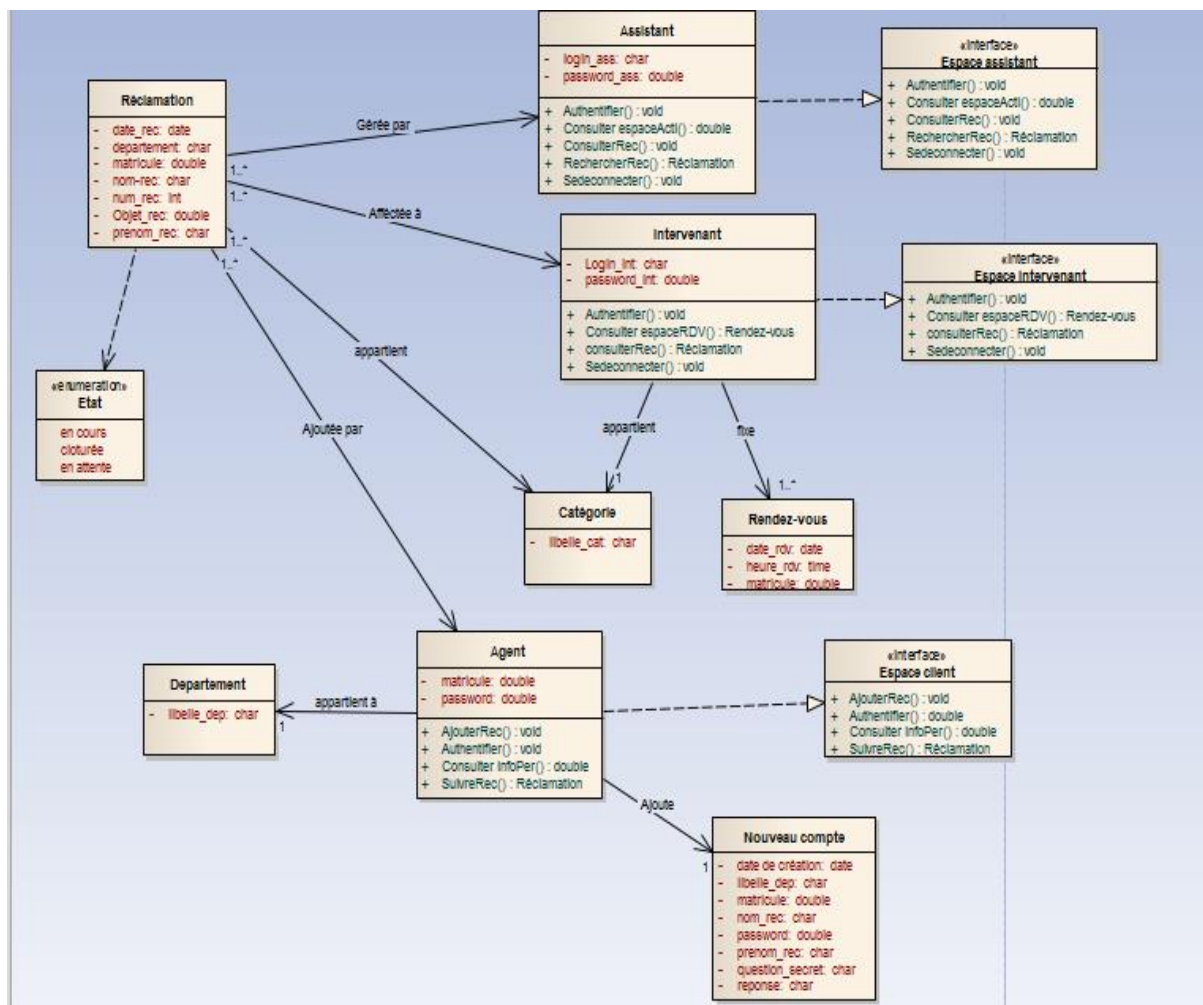 Réclamation
- date_rec: date
- departement: char
- matricule: double
- nom-rec: char
- num_rec: int
- Objet_rec: double
- prenom_rec: char
Gérée par
1..*
Affectée à
1..*
appartient
1..*
Ajoutée par
1..*
Assistant
- login_ass: char
- password_ass: double
+ Authentifier() : void
+ Consulter espaceActi() : double
+ ConsulterRec() : void
+ RechercherRec() : Réclamation
+ Sedeconnecter() : void
«interface»
Espace assistant
+ Authentifier() : void
+ Consulter espaceActi() : double
+ ConsulterRec() : void
+ RechercherRec() : Réclamation
+ Sedeconnecter() : void
Intervenant
- Login_int: char
- password_int: double
+ Authentifier() : void
+ Consulter espaceRDV() : Rendez-vous
+ consulterRec() : Réclamation
+ Sedeconnecter() : void
«interface»
Espace intervenant
+ Authentifier() : void
+ Consulter espaceRDV() : Rendez-vous
+ consulterRec() : Réclamation
+ Sedeconnecter() : void
«enumeration»
Etat
en cours
cloturée
en attente
appartient
1
fixe
1..*
Catégorie
- libelle_cat: char
Rendez-vous
- date_rdv: date
- heure_rdv: time
- matricule: double
Agent
- matricule: double
- password: double
+ AjouterRec() : void
+ Authentifier() : void
+ Consulter infoPer() : double
+ SuivreRec() : Réclamation
Departement
- libelle_dep: char
appartient à
1
«interface»
Espace client
+ AjouterRec() : void
+ Authentifier() : double
+ Consulter infoPer() : double
+ SuivreRec() : Réclamation
Ajoute
1
Nouveau compte
- date de création: date
- libelle_dep: char
- matricule: double
- nom_rec: char
- password: double
- prenom_rec: char
- question_secret: char
- reponse: char